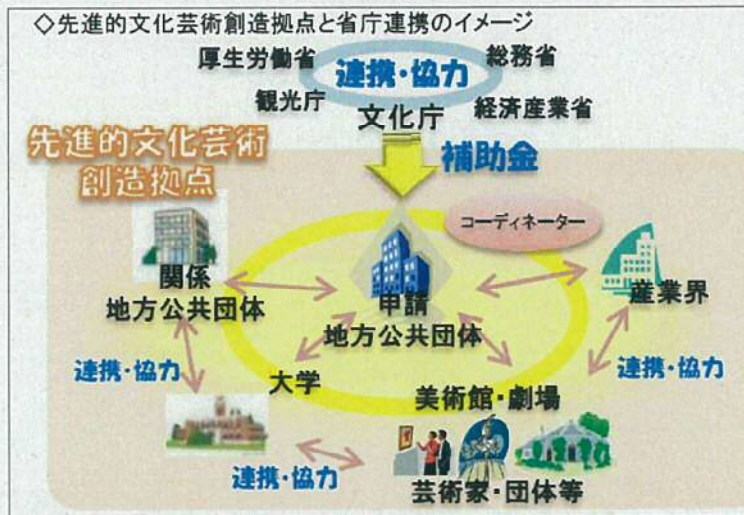 ◇先進的文化芸術創造拠点と省庁連携のイメージ
厚生労働省
総務省
連携・協力
観光庁
経済産業省
文化庁
先進的文化芸術
創造拠点
補助金
コーディネーター
関係
地方公共団体
申請
地方公共団体
産業界
連携・協力
大学
美術館・劇場
連携・協力
連携・協力
芸術家・団体等